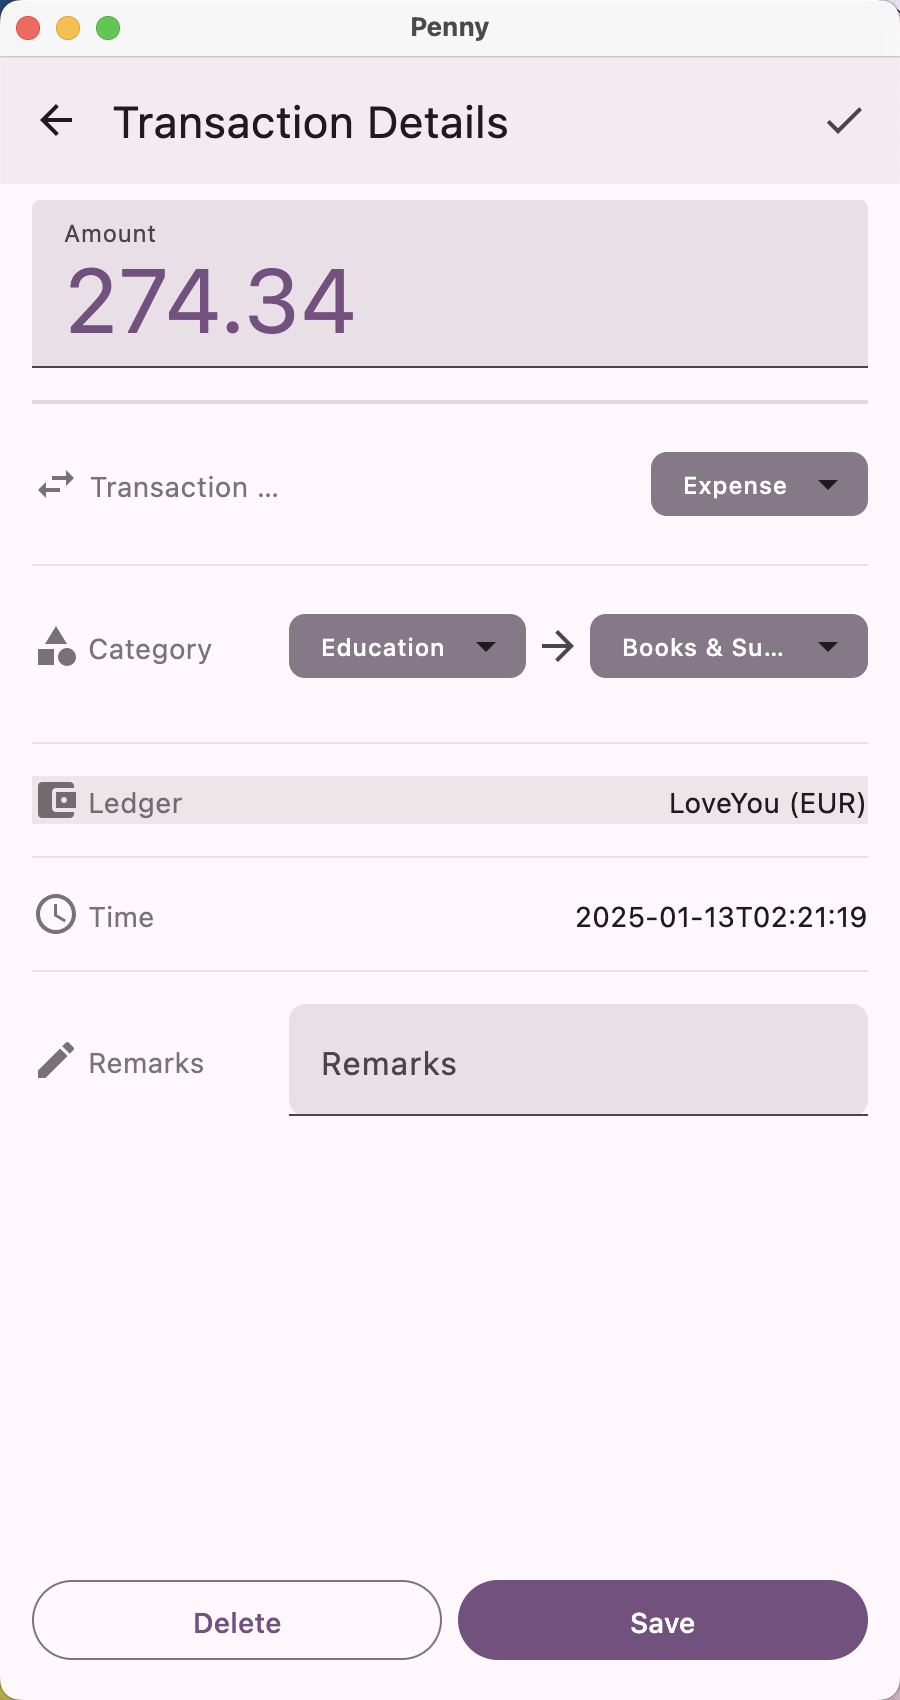 Penny
Transaction Details
Amount
274.34
Transaction ...
Expense
Category
Education
Books & Su...
Ledger
LoveYou (EUR)
Time
2025-01-13T02:21:19
Remarks
Remarks
Delete
Save